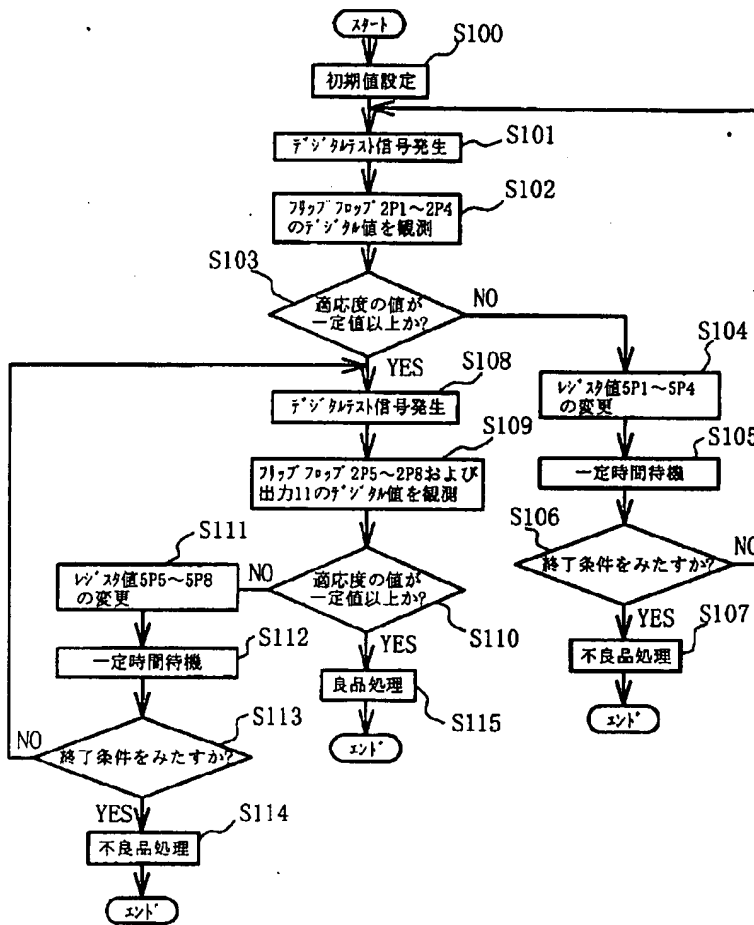 スタート
S100
初期値設定
デジタルテスト信号発生
S101
S102
フリップフロップ2P1～2P4
のデジタル値を観測
S103
適応度の値が
一定値以上か?
NO
YES
S104
レジスタ値5P1～5P4
の変更
S105
一定時間待機
S106
終了条件をみたすか?
NO
YES
S107
不良品処理
エンド
S108
デジタルテスト信号発生
S109
フリップフロップ2P5～2P8および
出力11のデジタル値を観測
S110
適応度の値が
一定値以上か?
NO
YES
S111
レジスタ値5P5～5P8
の変更
S112
一定時間待機
S113
終了条件をみたすか?
NO
YES
S114
不良品処理
エンド
良品処理
S115
エンド